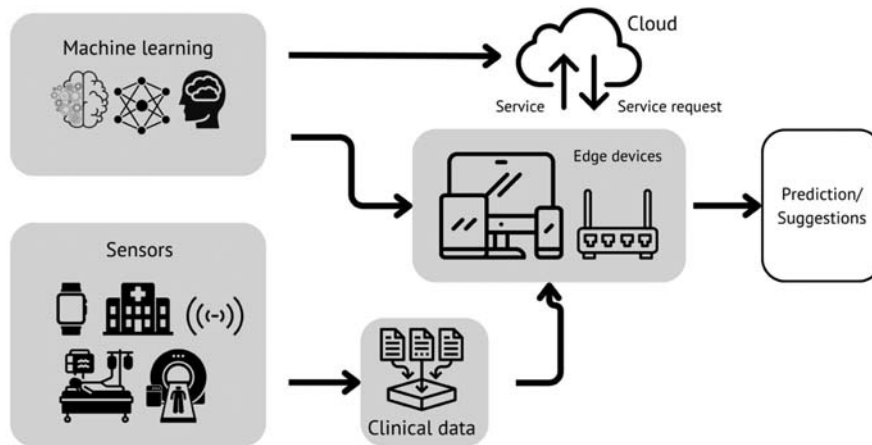 Machine learning
Cloud
Service
Service request
Edge devices
Prediction/
Suggestions
Sensors
Clinical data